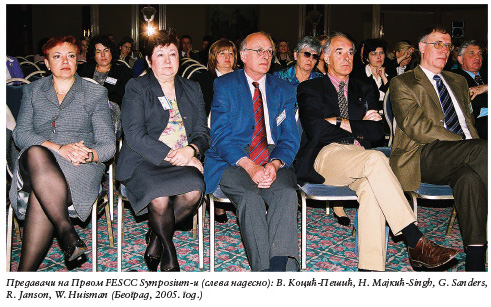 Предавачи на Првом FESCC Symposium-u (слева надесно): В. Коцић-Пешић, Н. Мајкић-Singh, G. Sanders,
R. Janson, W. Huisman (Београд, 2005. год.)